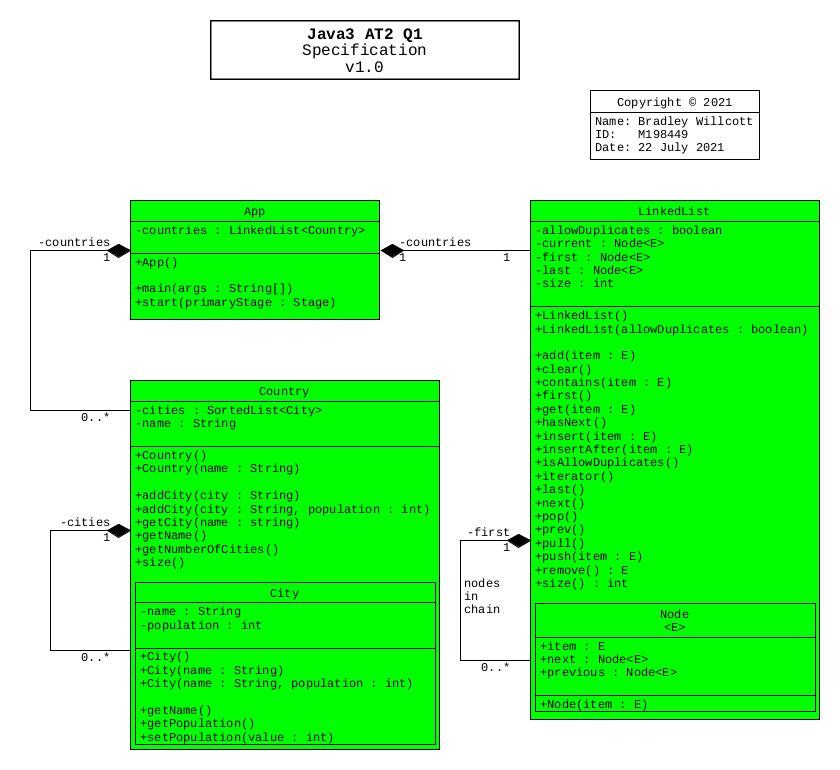 Java3 AT2 Q1
Specification
v1.0
Copyright © 2021
Name: Bradley Willcott
ID: M198449
Date: 22 July 2021
App
-countries : LinkedList<Country>
+App()
+main(args : String[])
+start(primaryStage : Stage)
-countries
1
0..*
-countries
1
1
LinkedList
-allowDuplicates : boolean
-current : Node<E>
-first : Node<E>
-last : Node<E>
-size : int
+LinkedList()
+LinkedList(allowDuplicates : boolean)
+add(item : E)
+clear()
+contains(item : E)
+first()
+get(item : E)
+hasNext()
+insert(item : E)
+insertAfter(item : E)
+isAllowDuplicates()
+iterator()
+last()
+next()
+pop()
+prev()
+pull()
+push(item : E)
+remove() : E
+size() : int
Node
<E>
+item : E
+next : Node<E>
+previous : Node<E>
+Node(item : E)
-first
1
nodes
in
chain
0..*
Country
-cities : SortedList<City>
-name : String
+Country()
+Country(name : String)
+addCity(city : String)
+addCity(city : String, population : int)
+getCity(name : string)
+getName()
+getNumberOfCities()
+size()
City
-name : String
-population : int
+City()
+City(name : String)
+City(name : String, population : int)
+getName()
+getPopulation()
+setPopulation(value : int)
-cities
1
0..*